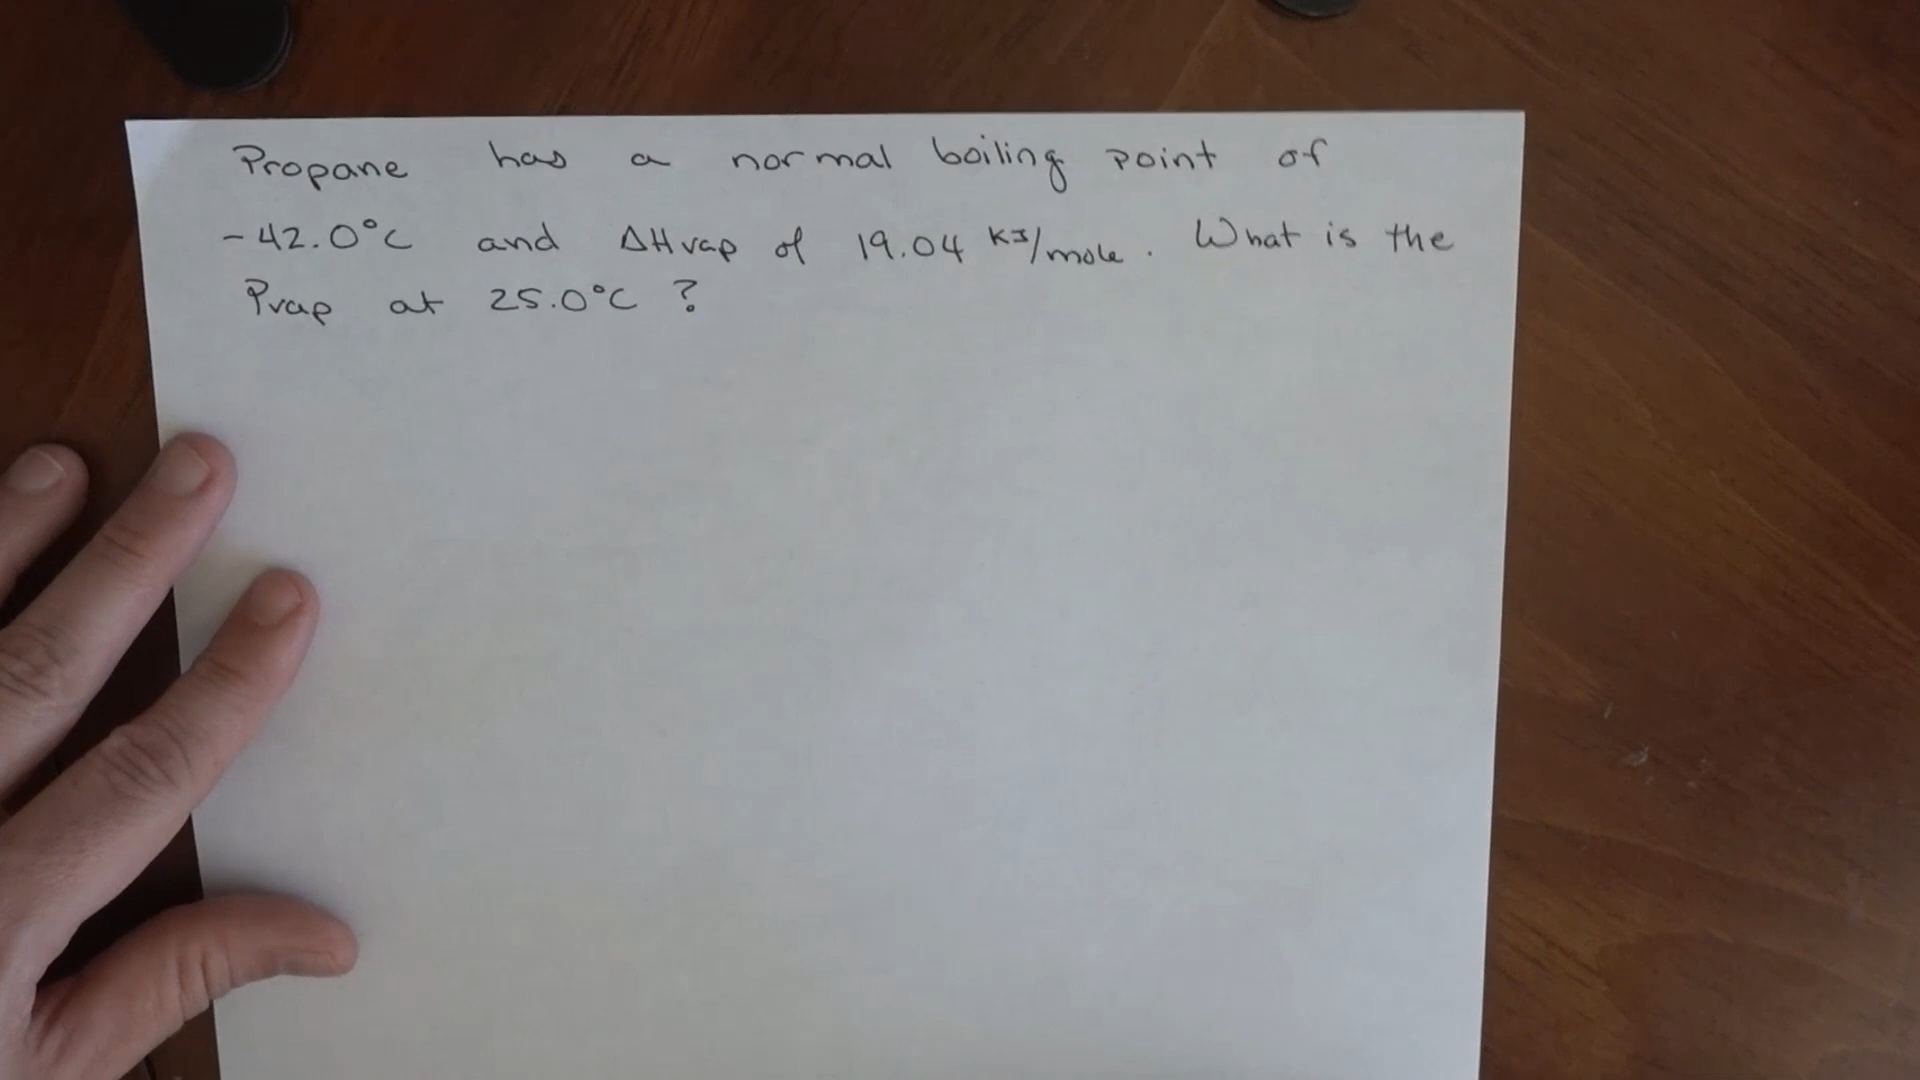 Propane has a normal boiling point of
-42.0°C and ΔHvap of 19.04 KJ/mole. What is the
Pvap at 25.0°C ?